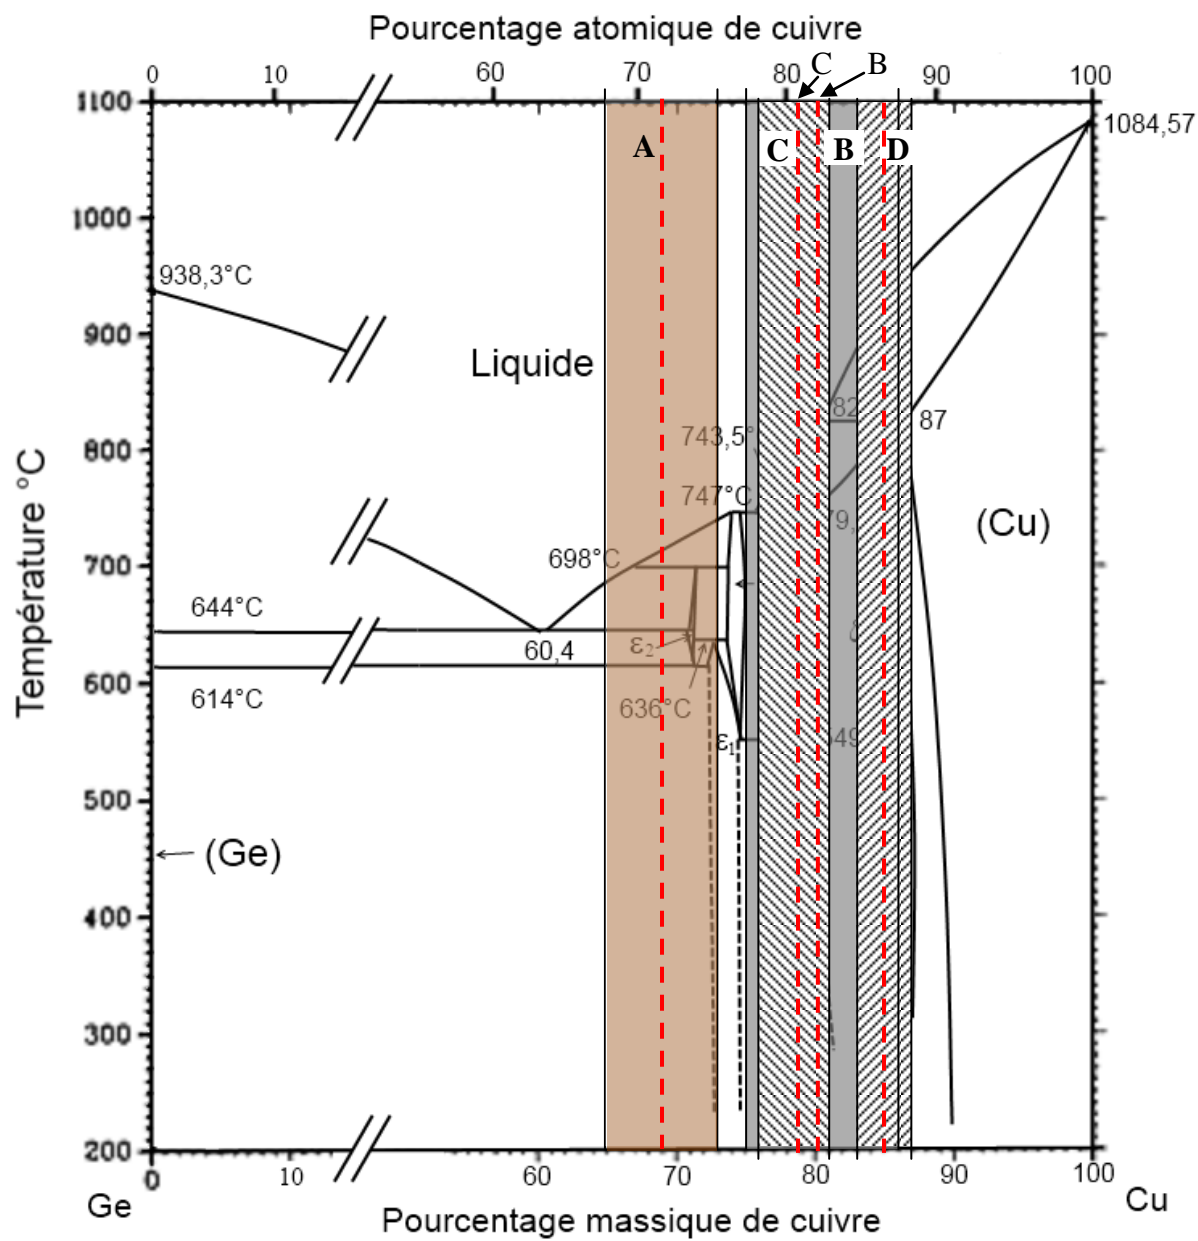 Pourcentage atomique de cuivre
0 10 60 70 80 C B 90 100
1100
1084,57
A C B D
1000
938,3°C
900
Liquide
82
87
800
743,5°
747°C
79,
(Cu)
700
698°C
644°C
ε2
60,4
600
614°C
636°C
ε1
49
500
(Ge)
400
300
200
0 10 60 70 80 90 100
Ge Cu
Pourcentage massique de cuivre
Température °C